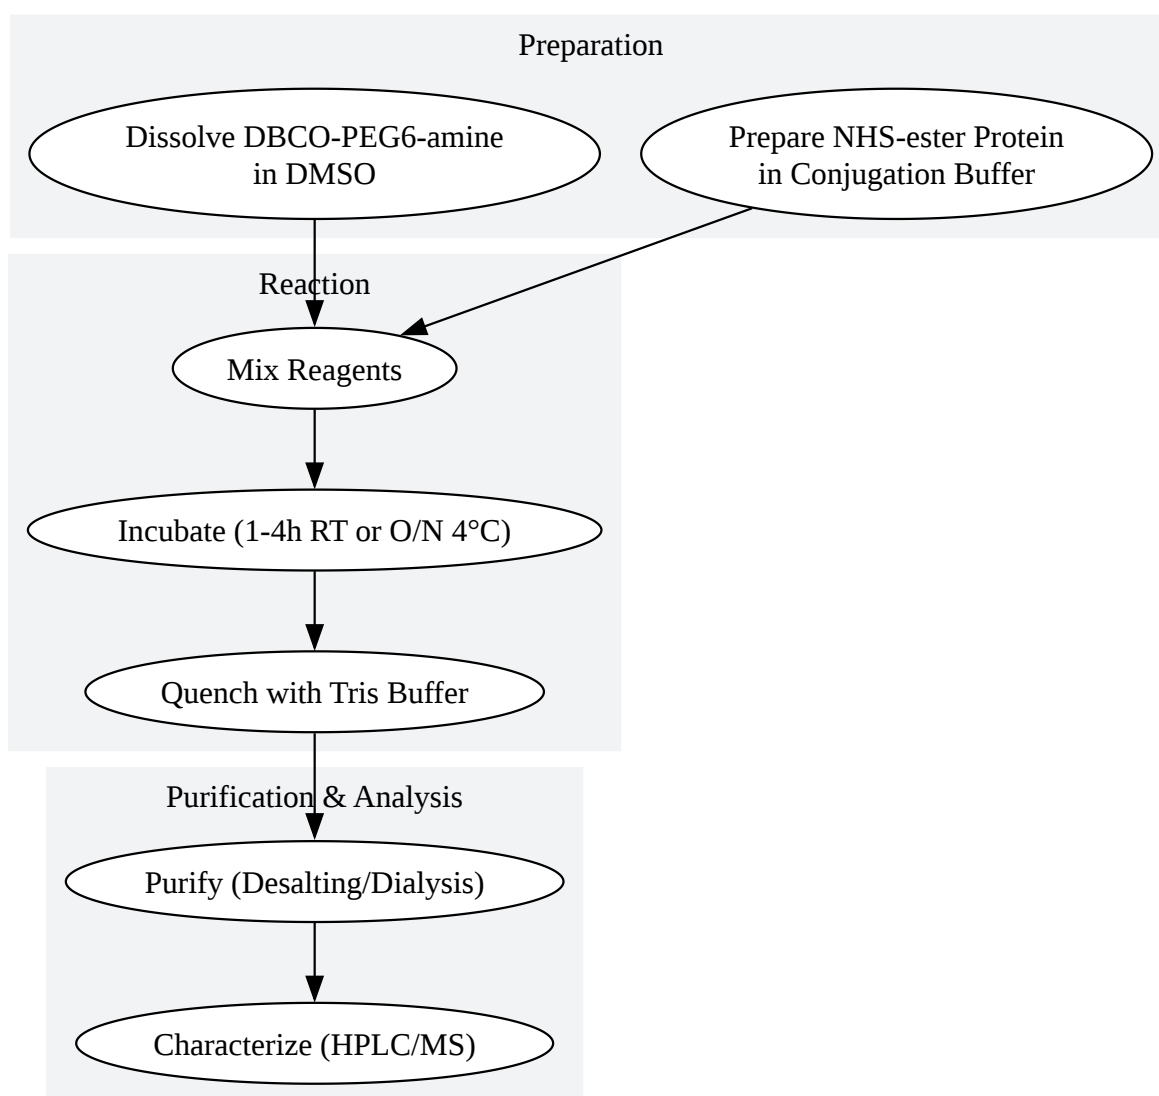 Preparation
Dissolve DBCO-PEG6-amine
in DMSO
Prepare NHS-ester Protein
in Conjugation Buffer
Reaction
Mix Reagents
Incubate (1-4h RT or O/N 4°C)
Quench with Tris Buffer
Purification & Analysis
Purify (Desalting/Dialysis)
Characterize (HPLC/MS)